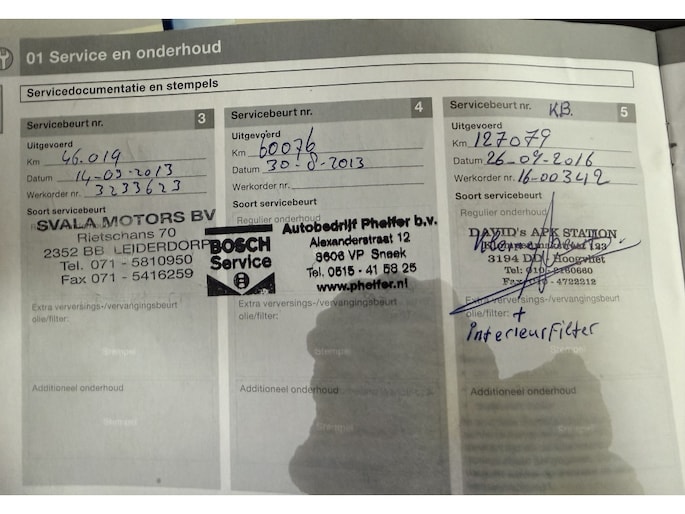 01 Service en onderhoud
Servicedocumentatie en stempels
Servicebeurt nr. 3
Uitgevoerd
Km 46.019
Datum 14-03-2013
Werkorder nr. 3233623
Soort servicebeurt
SVALA MOTORS BV
Rietschans 70
2352 BB LEIDERDORP
Tel. 071 - 5810950
Fax 071 - 5416259
Extra verversings-/vervangingsbeurt
olie/filter:
Stempel
Additioneel onderhoud
Stempel
Servicebeurt nr. 4
Uitgevoerd
Km 60076
Datum 30-8-2013
Werkorder nr.
Soort servicebeurt
Regulier onderhoud
BOSCH
Service
Autobedrijf Pheifer b.v.
Alexanderstraat 12
8606 VP Sneek
Tel. 0515 - 41 58 25
www.pheifer.nl
Extra verversings-/vervangingsbeurt
olie/filter:
Stempel
Additioneel onderhoud
Stempel
Servicebeurt nr. KB. 5
Uitgevoerd
Km 127079
Datum 26-09-2016
Werkorder nr. 16-00342
Soort servicebeurt
Regulier onderhoud
DAVID's APK STATION
123
3194 DD Hoogvliet
Tel:
Fax: 4722212
Extra verversings-/vervangingsbeurt
olie/filter: +
interieurFilter
Stempel
Additioneel onderhoud
Stempel